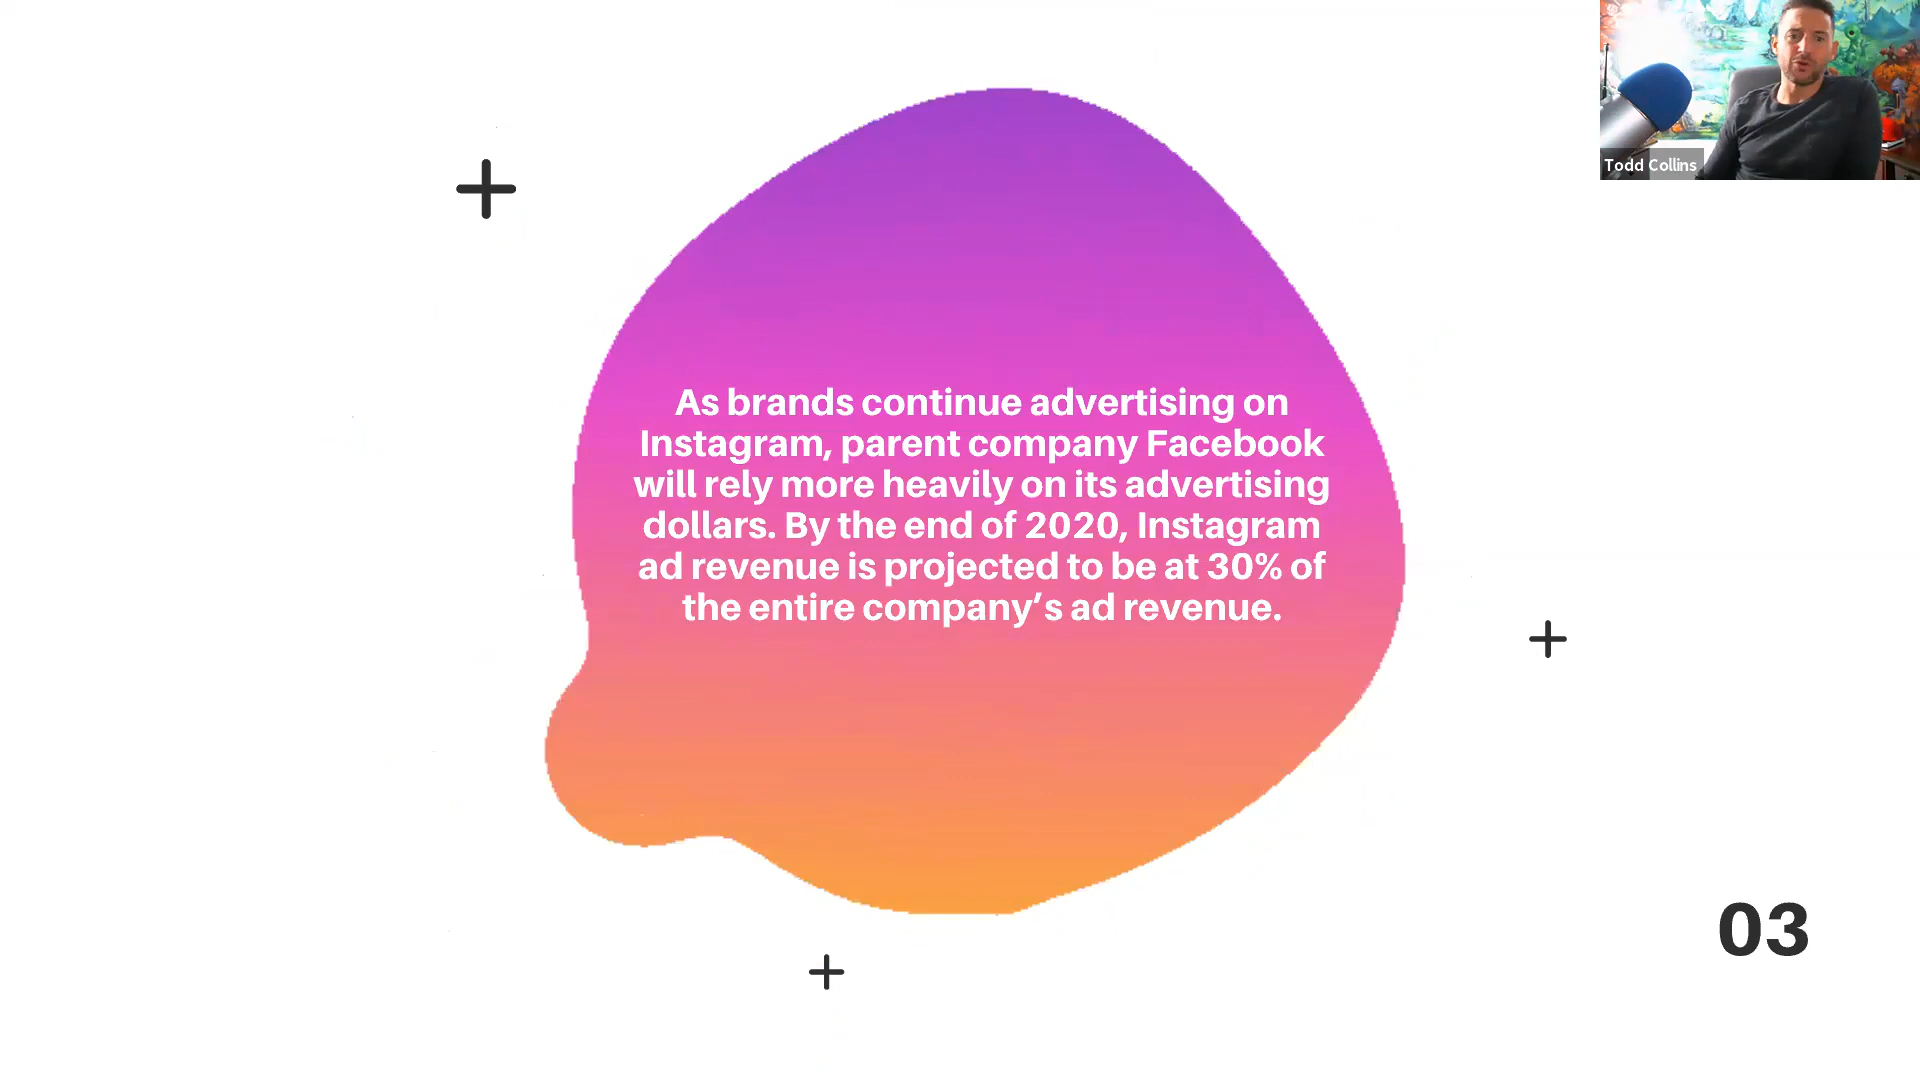 Todd Collins
As brands continue advertising on
Instagram, parent company Facebook
will rely more heavily on its advertising
dollars. By the end of 2020, Instagram
ad revenue is projected to be at 30% of
the entire company’s ad revenue.
03